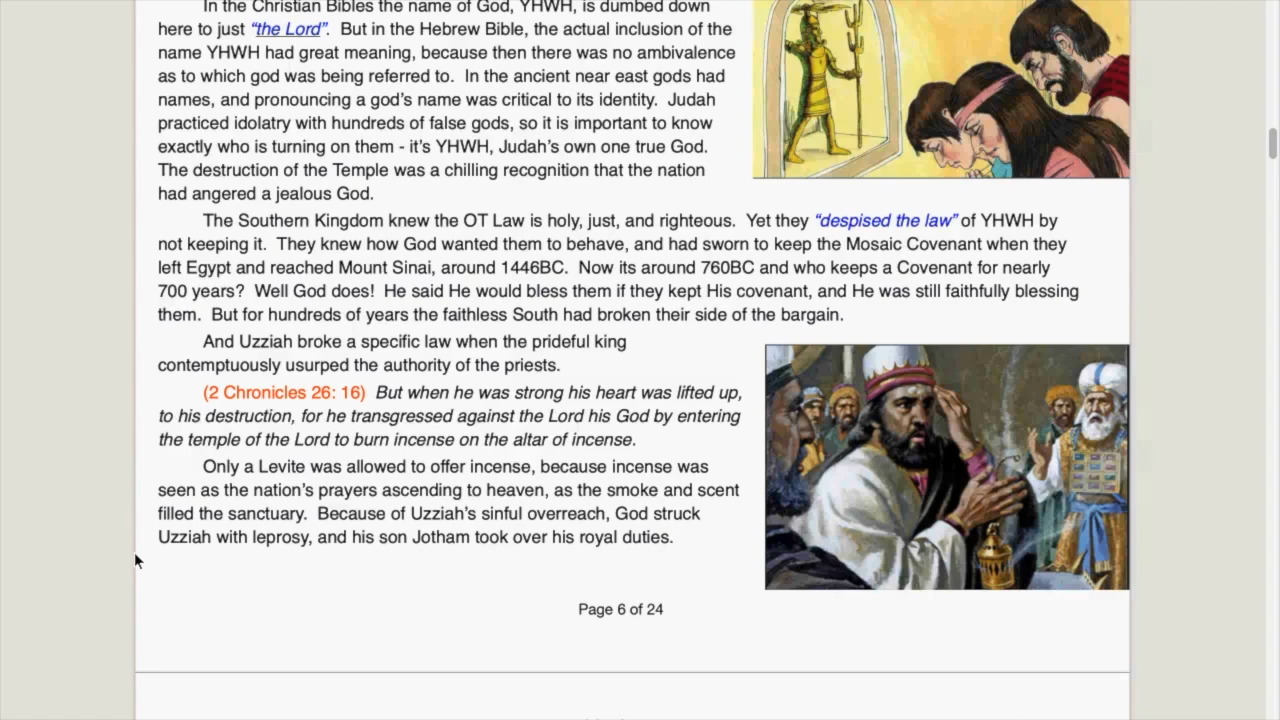 In the Christian Bibles the name of God, YHWH, is dumbed down
here to just “the Lord”.  But in the Hebrew Bible, the actual inclusion of the
name YHWH had great meaning, because then there was no ambivalence
as to which god was being referred to.  In the ancient near east gods had
names, and pronouncing a god’s name was critical to its identity.  Judah
practiced idolatry with hundreds of false gods, so it is important to know
exactly who is turning on them - it’s YHWH, Judah’s own one true God.
The destruction of the Temple was a chilling recognition that the nation
had angered a jealous God.
The Southern Kingdom knew the OT Law is holy, just, and righteous.  Yet they “despised the law” of YHWH by
not keeping it.  They knew how God wanted them to behave, and had sworn to keep the Mosaic Covenant when they
left Egypt and reached Mount Sinai, around 1446BC.  Now its around 760BC and who keeps a Covenant for nearly
700 years?  Well God does!  He said He would bless them if they kept His covenant, and He was still faithfully blessing
them.  But for hundreds of years the faithless South had broken their side of the bargain.
And Uzziah broke a specific law when the prideful king
contemptuously usurped the authority of the priests.
(2 Chronicles 26: 16)  But when he was strong his heart was lifted up,
to his destruction, for he transgressed against the Lord his God by entering
the temple of the Lord to burn incense on the altar of incense.
Only a Levite was allowed to offer incense, because incense was
seen as the nation’s prayers ascending to heaven, as the smoke and scent
filled the sanctuary.  Because of Uzziah’s sinful overreach, God struck
Uzziah with leprosy, and his son Jotham took over his royal duties.
Page 6 of 24